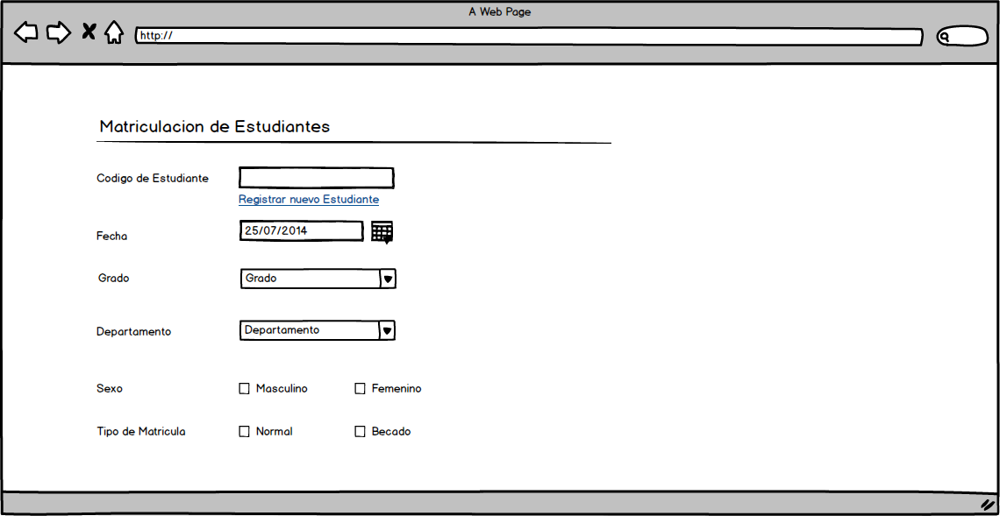 A Web Page
http://
Matriculacion de Estudiantes
Codigo de Estudiante
Registrar nuevo Estudiante
Fecha 25/07/2014
Grado Grado
Departamento Departamento
Sexo Masculino Femenino
Tipo de Matricula Normal Becado